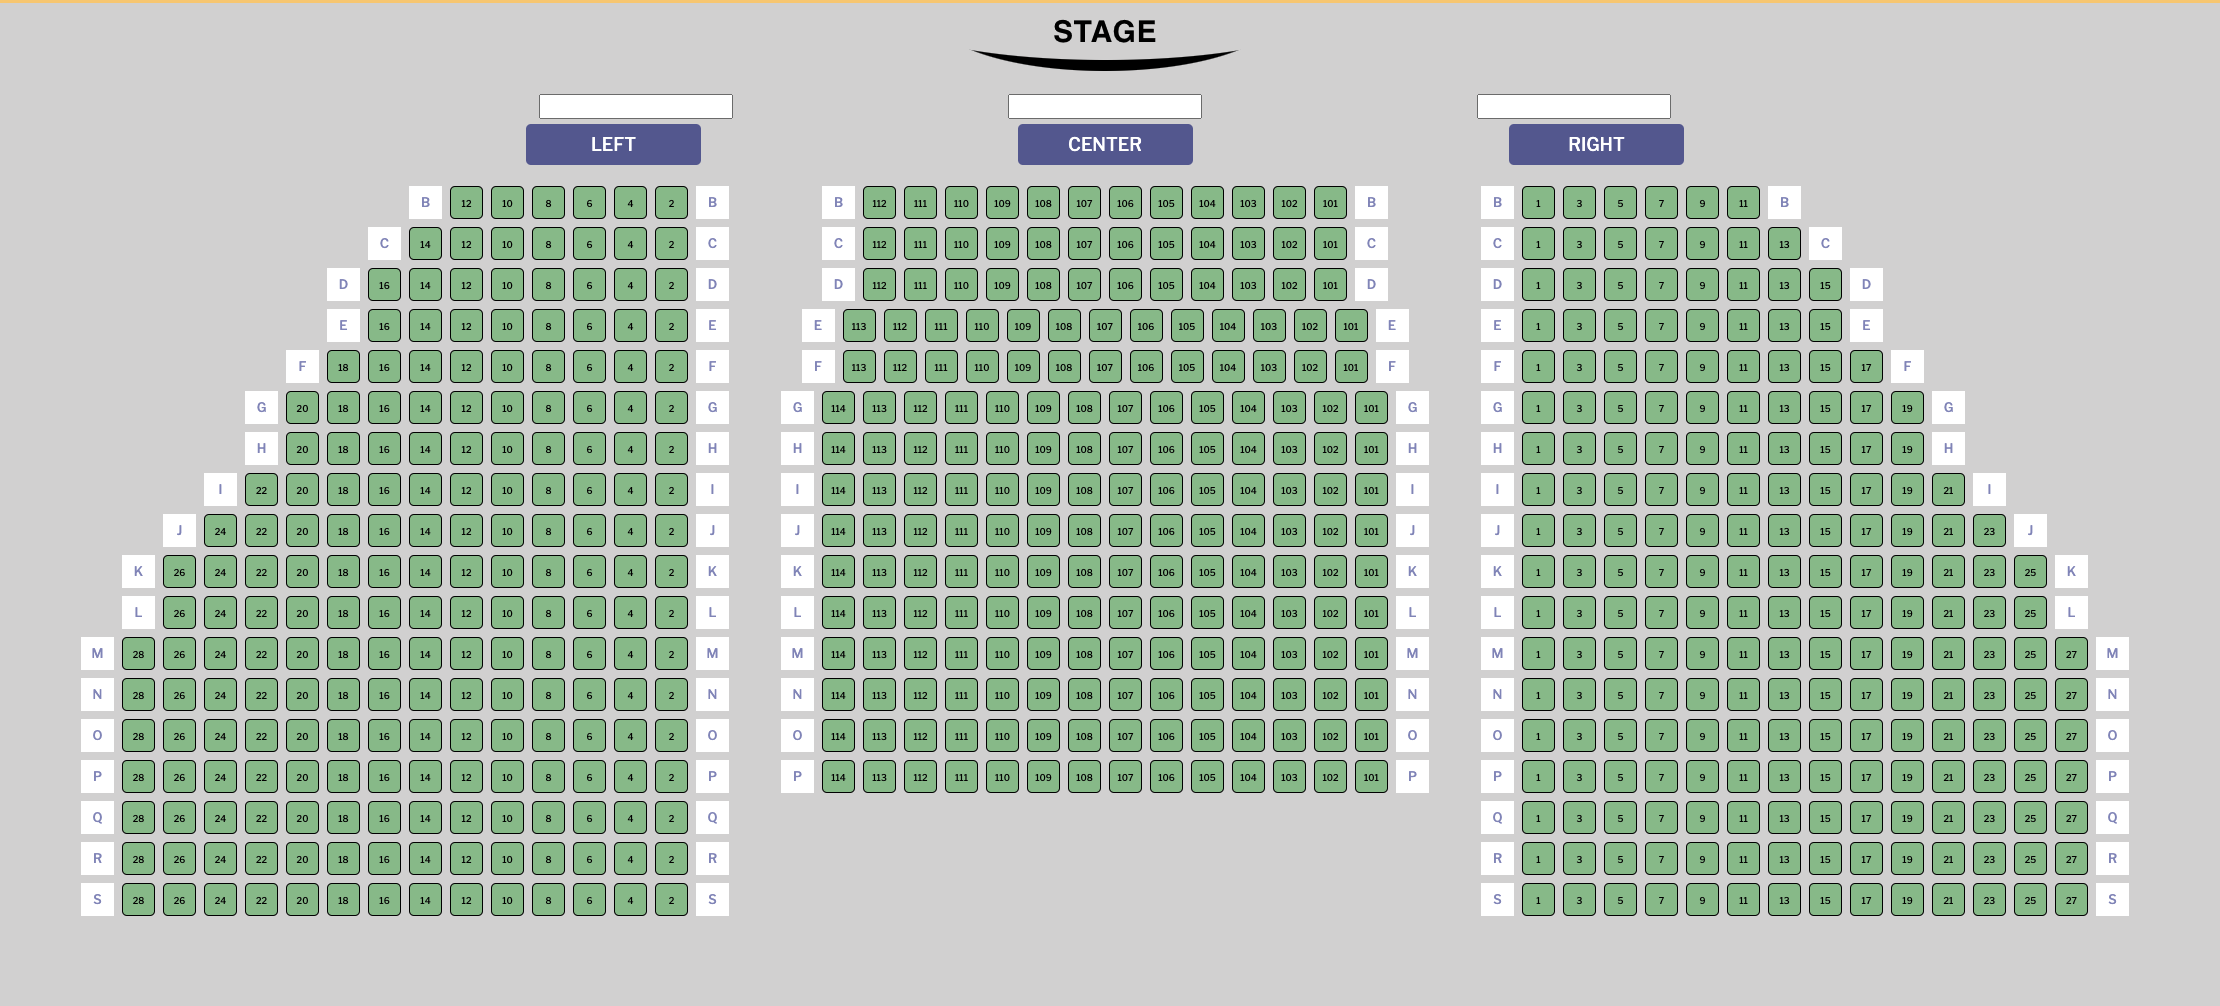 STAGE
LEFT CENTER RIGHT
B 12 10 8 6 4 2 B B 112 111 110 109 108 107 106 105 104 103 102 101 B B 1 3 5 7 9 11 B
C 14 12 10 8 6 4 2 C C 112 111 110 109 108 107 106 105 104 103 102 101 C C 1 3 5 7 9 11 13 C
D 16 14 12 10 8 6 4 2 D D 112 111 110 109 108 107 106 105 104 103 102 101 D D 1 3 5 7 9 11 13 15 D
E 16 14 12 10 8 6 4 2 E E 113 112 111 110 109 108 107 106 105 104 103 102 101 E E 1 3 5 7 9 11 13 15 E
F 18 16 14 12 10 8 6 4 2 F F 113 112 111 110 109 108 107 106 105 104 103 102 101 F F 1 3 5 7 9 11 13 15 17 F
G 20 18 16 14 12 10 8 6 4 2 G G 114 113 112 111 110 109 108 107 106 105 104 103 102 101 G G 1 3 5 7 9 11 13 15 17 19 G
H 20 18 16 14 12 10 8 6 4 2 H H 114 113 112 111 110 109 108 107 106 105 104 103 102 101 H H 1 3 5 7 9 11 13 15 17 19 H
I 22 20 18 16 14 12 10 8 6 4 2 I I 114 113 112 111 110 109 108 107 106 105 104 103 102 101 I I 1 3 5 7 9 11 13 15 17 19 21 I
J 24 22 20 18 16 14 12 10 8 6 4 2 J J 114 113 112 111 110 109 108 107 106 105 104 103 102 101 J J 1 3 5 7 9 11 13 15 17 19 21 23 J
K 26 24 22 20 18 16 14 12 10 8 6 4 2 K K 114 113 112 111 110 109 108 107 106 105 104 103 102 101 K K 1 3 5 7 9 11 13 15 17 19 21 23 25 K
L 26 24 22 20 18 16 14 12 10 8 6 4 2 L L 114 113 112 111 110 109 108 107 106 105 104 103 102 101 L L 1 3 5 7 9 11 13 15 17 19 21 23 25 L
M 28 26 24 22 20 18 16 14 12 10 8 6 4 2 M M 114 113 112 111 110 109 108 107 106 105 104 103 102 101 M M 1 3 5 7 9 11 13 15 17 19 21 23 25 27 M
N 28 26 24 22 20 18 16 14 12 10 8 6 4 2 N N 114 113 112 111 110 109 108 107 106 105 104 103 102 101 N N 1 3 5 7 9 11 13 15 17 19 21 23 25 27 N
O 28 26 24 22 20 18 16 14 12 10 8 6 4 2 O O 114 113 112 111 110 109 108 107 106 105 104 103 102 101 O O 1 3 5 7 9 11 13 15 17 19 21 23 25 27 O
P 28 26 24 22 20 18 16 14 12 10 8 6 4 2 P P 114 113 112 111 110 109 108 107 106 105 104 103 102 101 P P 1 3 5 7 9 11 13 15 17 19 21 23 25 27 P
Q 28 26 24 22 20 18 16 14 12 10 8 6 4 2 Q Q 1 3 5 7 9 11 13 15 17 19 21 23 25 27 Q
R 28 26 24 22 20 18 16 14 12 10 8 6 4 2 R R 1 3 5 7 9 11 13 15 17 19 21 23 25 27 R
S 28 26 24 22 20 18 16 14 12 10 8 6 4 2 S S 1 3 5 7 9 11 13 15 17 19 21 23 25 27 S